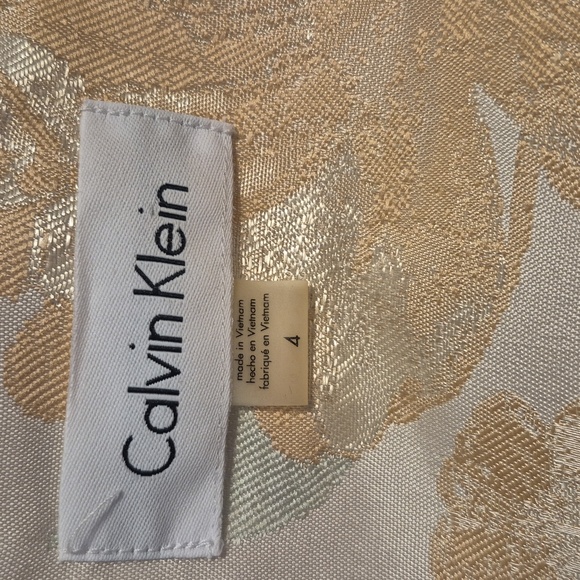 Calvin Klein
made in Vietnam
hecho en Vietnam
fabriqué en Vietnam
4